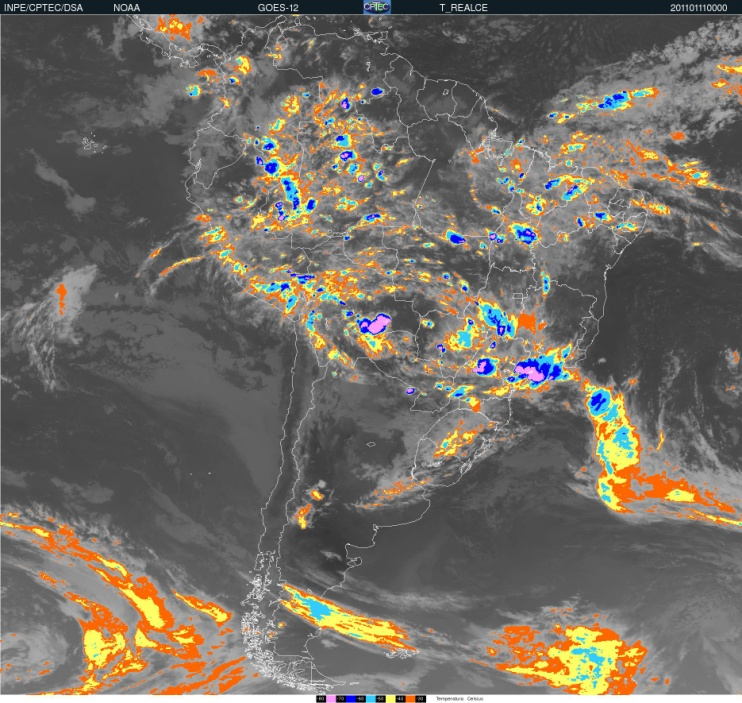 INPE/CPTEC/DSA NOAA GOES-12 CPTEC T_REALCE 201101110000
-80 -70 -60 -50 -40 -30 Temperatura Celsius